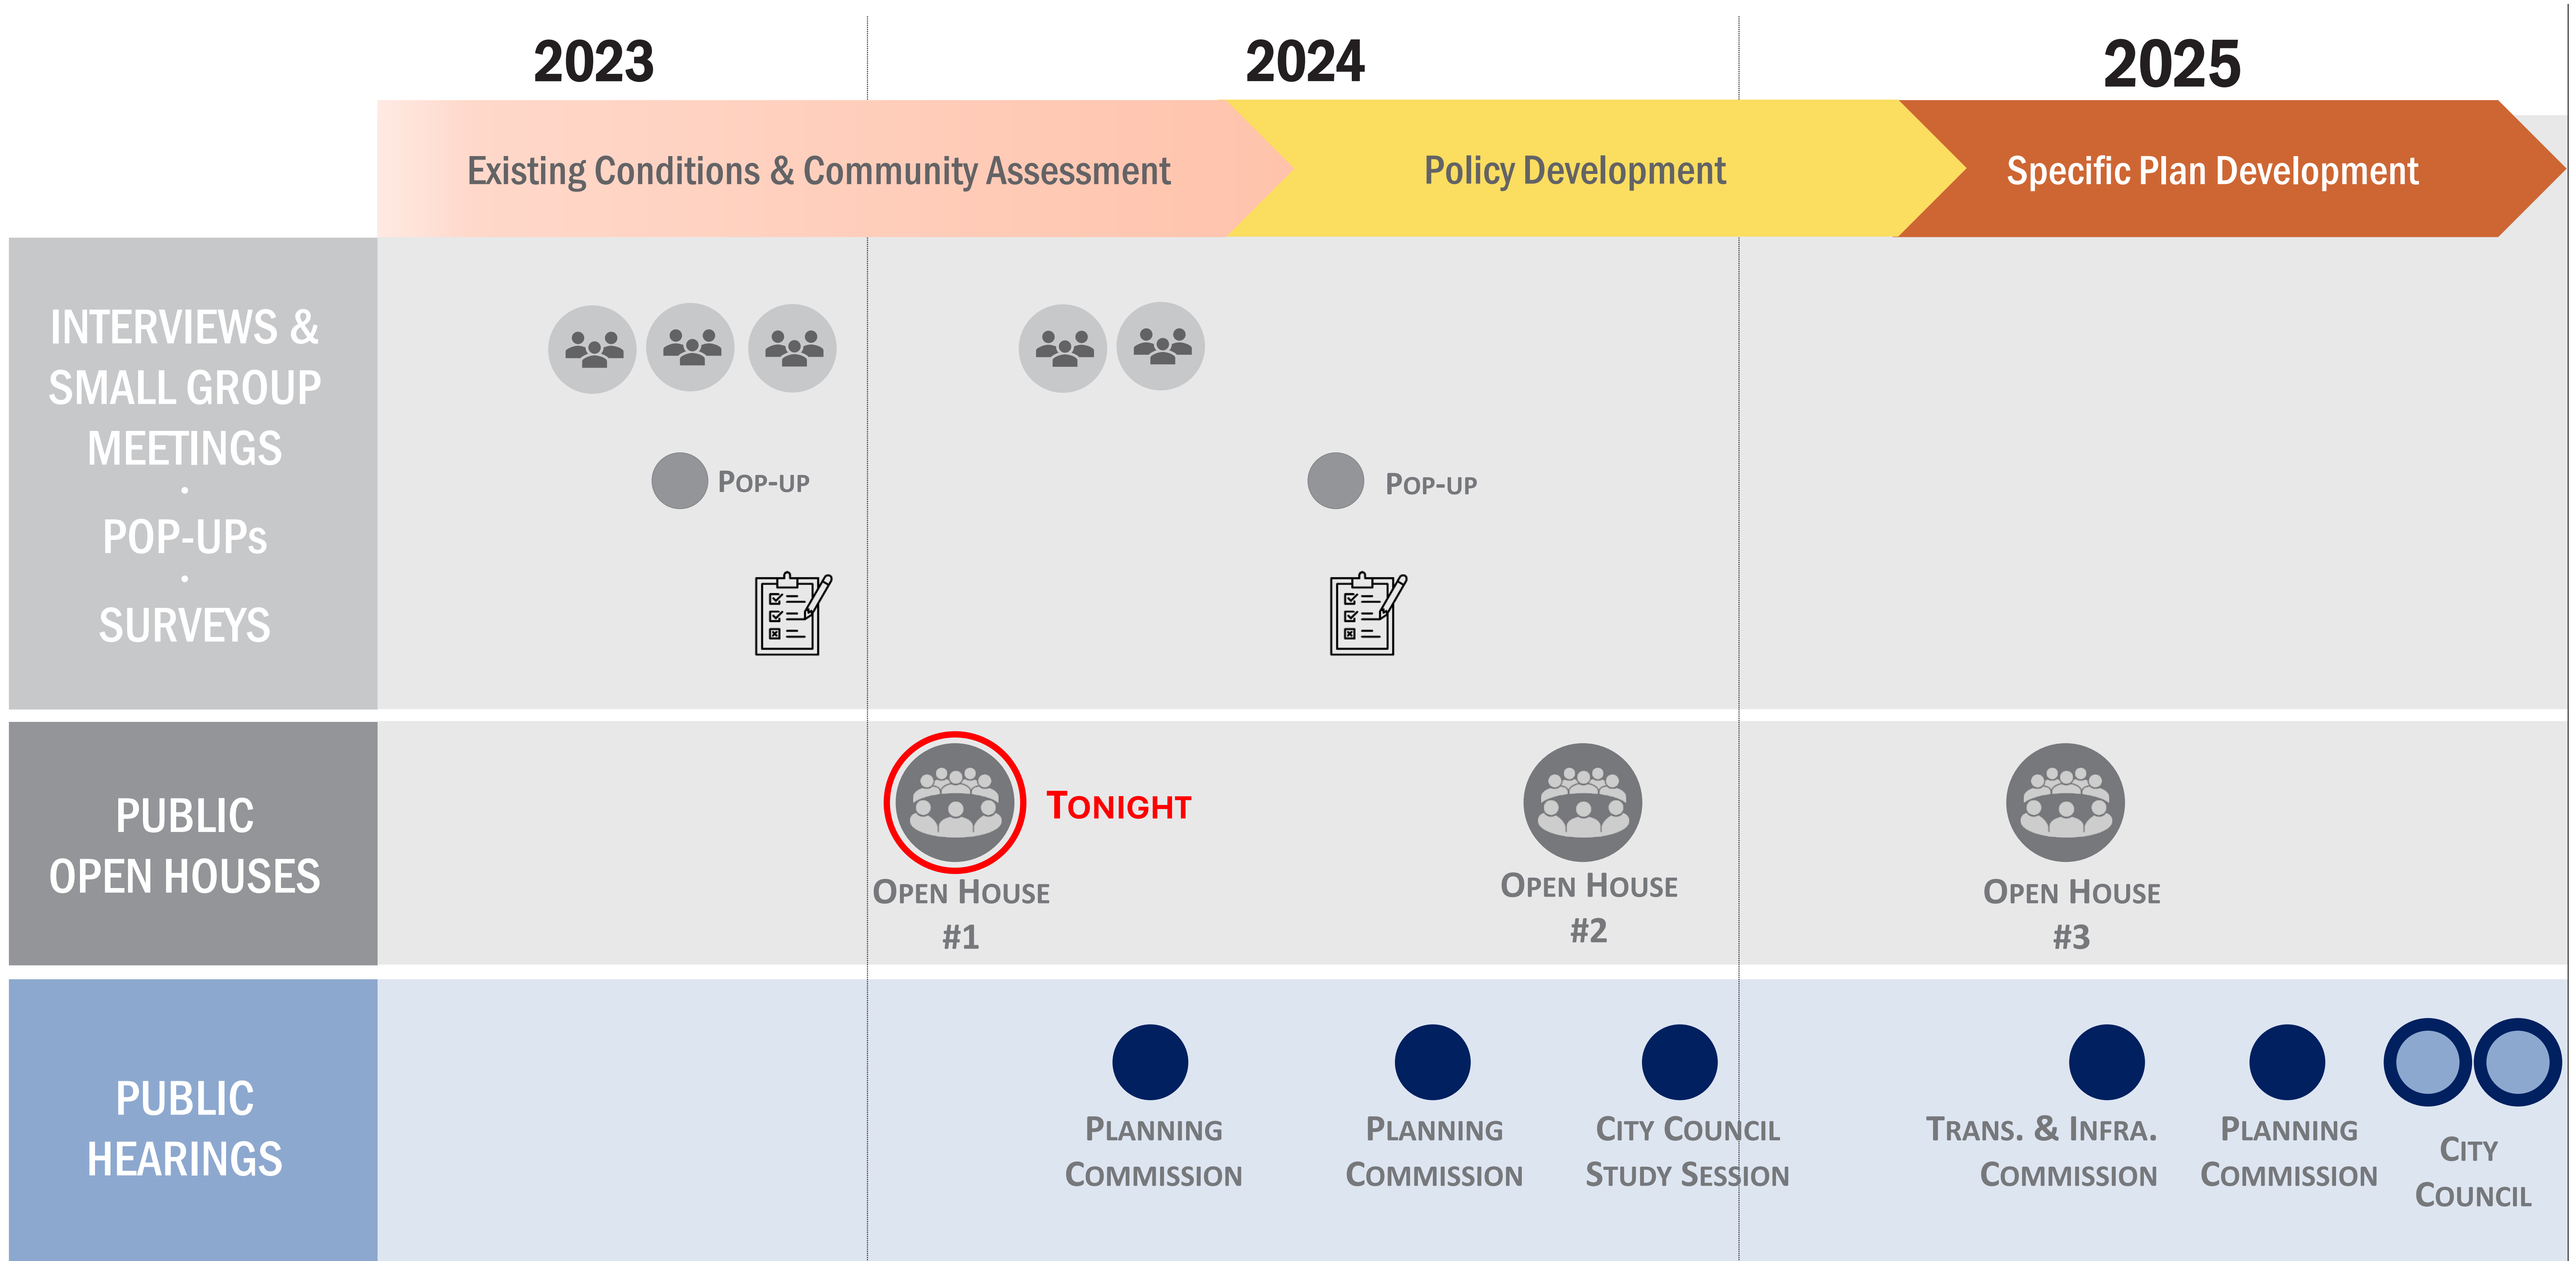 2023
2024
2025
Existing Conditions & Community Assessment
Policy Development
Specific Plan Development
INTERVIEWS &
SMALL GROUP
MEETINGS
·
POP-UPs
·
SURVEYS
POP-UP
POP-UP
PUBLIC
OPEN HOUSES
TONIGHT
OPEN HOUSE
#1
OPEN HOUSE
#2
OPEN HOUSE
#3
PUBLIC
HEARINGS
PLANNING
COMMISSION
PLANNING
COMMISSION
CITY COUNCIL
STUDY SESSION
TRANS. & INFRA.
COMMISSION
PLANNING
COMMISSION
CITY
COUNCIL